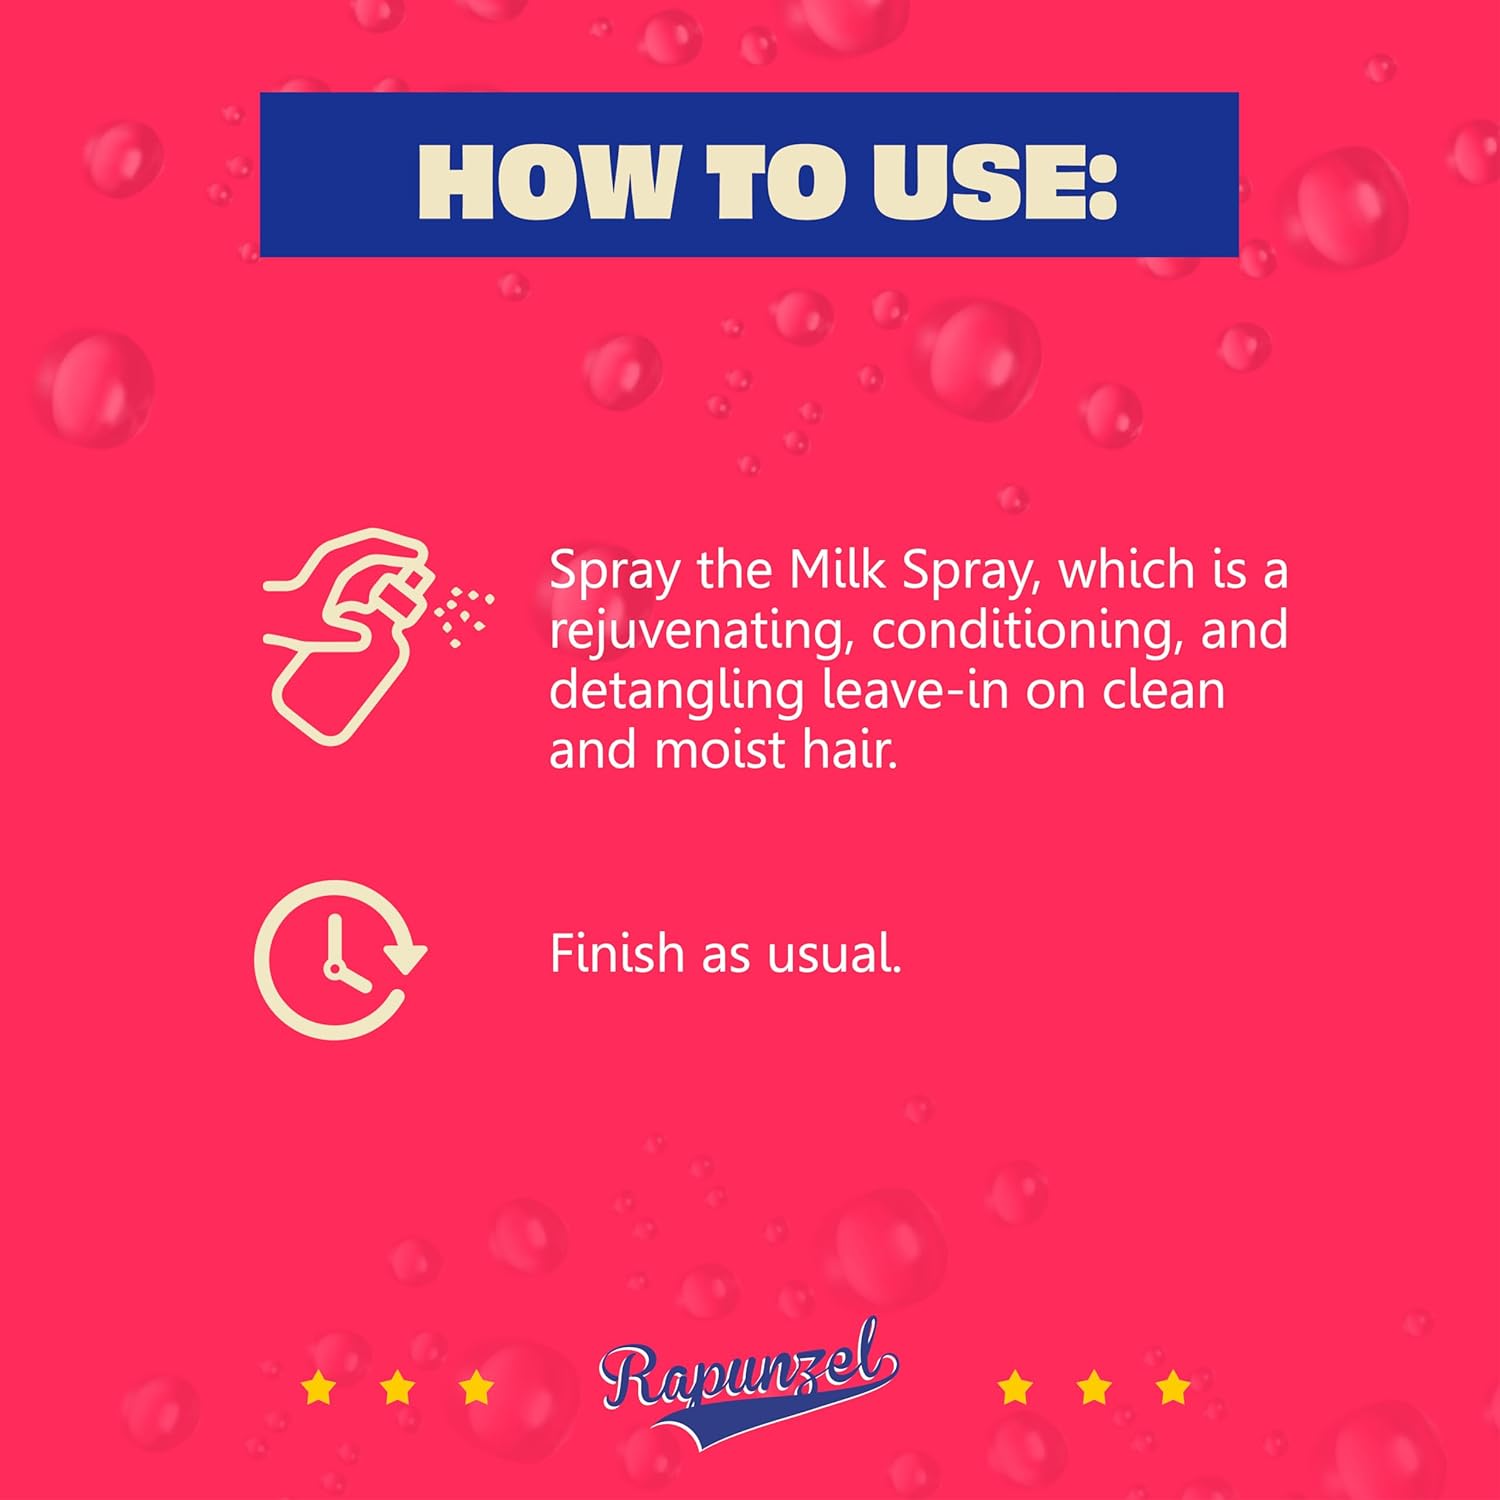 HOW TO USE:
Spray the Milk Spray, which is a
rejuvenating, conditioning, and
detangling leave-in on clean
and moist hair.
Finish as usual.
Rapunzel